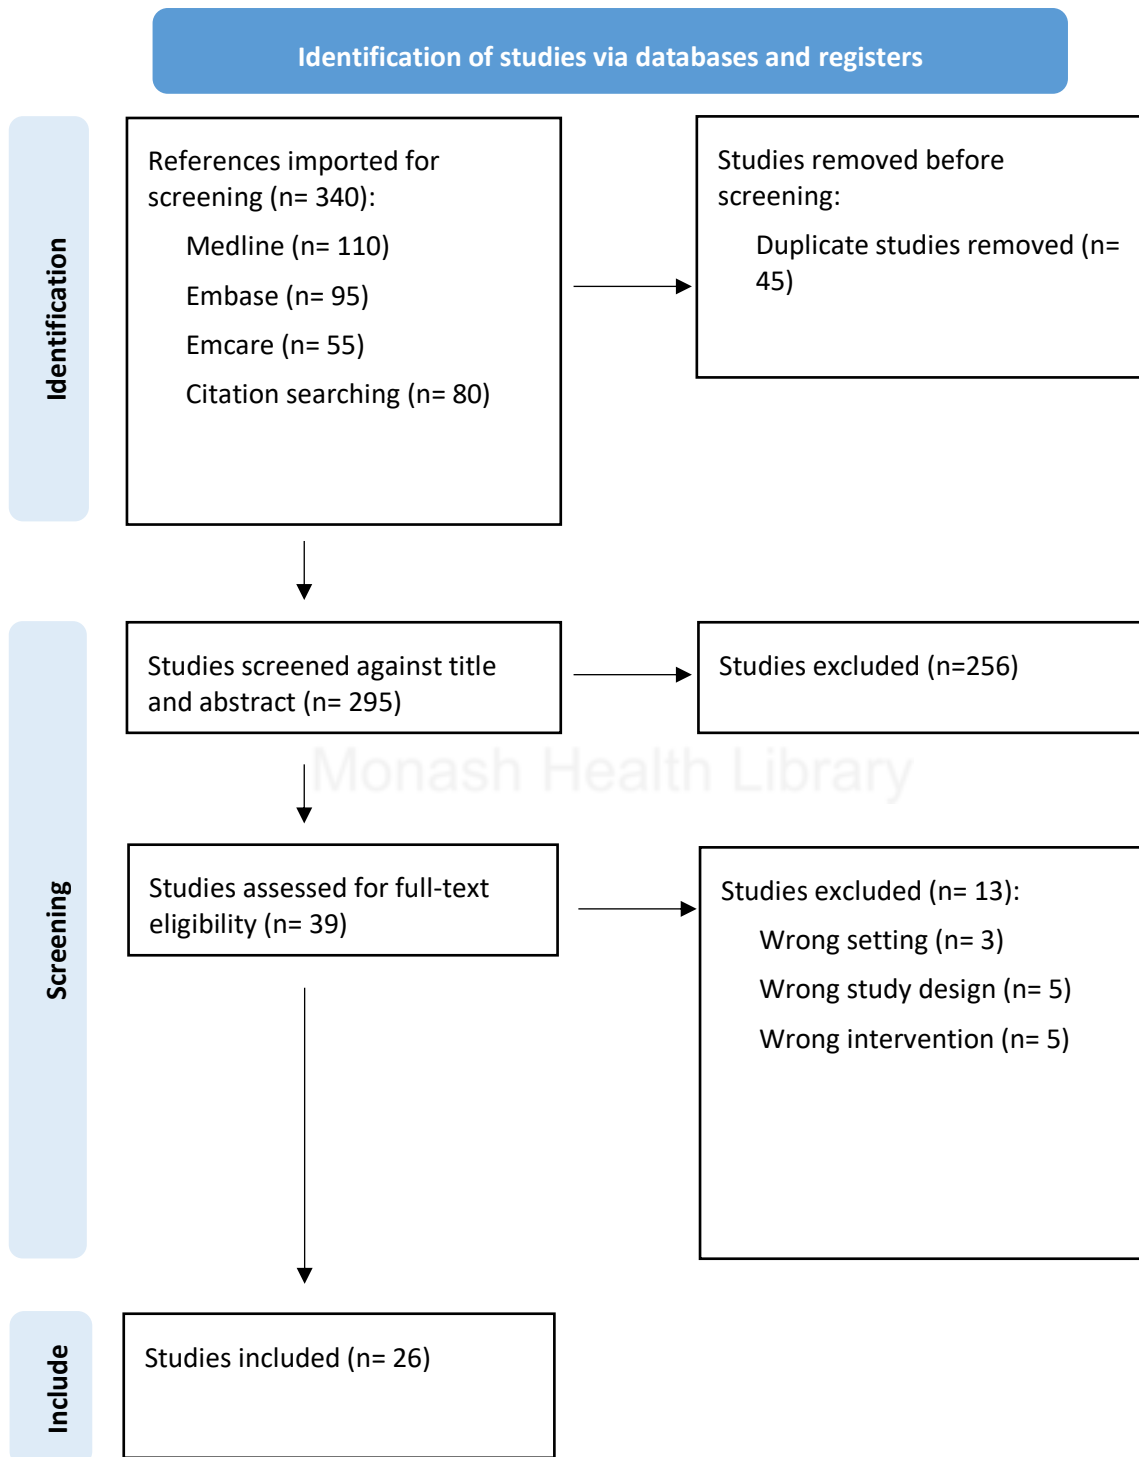 Identification of studies via databases and registers
Identification
References imported for
screening (n= 340):
Medline (n= 110)
Embase (n= 95)
Emcare (n= 55)
Citation searching (n= 80)
Studies removed before
screening:
Duplicate studies removed (n=
45)
Screening
Studies screened against title
and abstract (n= 295)
Studies excluded (n=256)
Monash Health Library
Studies assessed for full-text
eligibility (n= 39)
Studies excluded (n= 13):
Wrong setting (n= 3)
Wrong study design (n= 5)
Wrong intervention (n= 5)
Include
Studies included (n= 26)